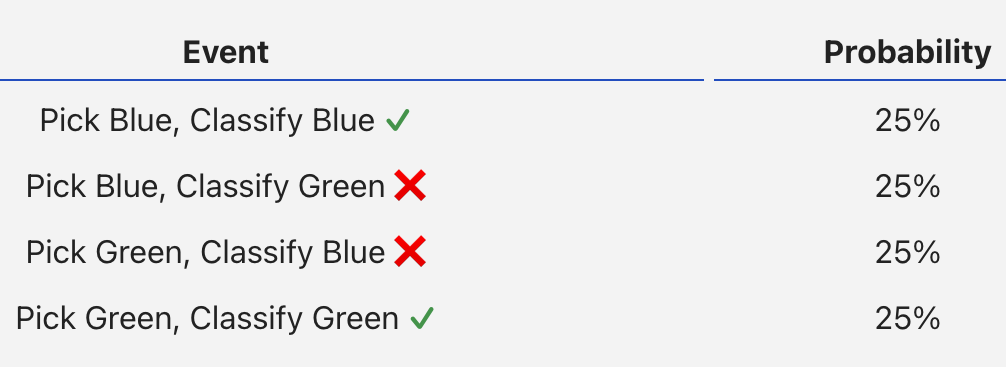 Event Probability
Pick Blue, Classify Blue ✓ 25%
Pick Blue, Classify Green ❌ 25%
Pick Green, Classify Blue ❌ 25%
Pick Green, Classify Green ✓ 25%